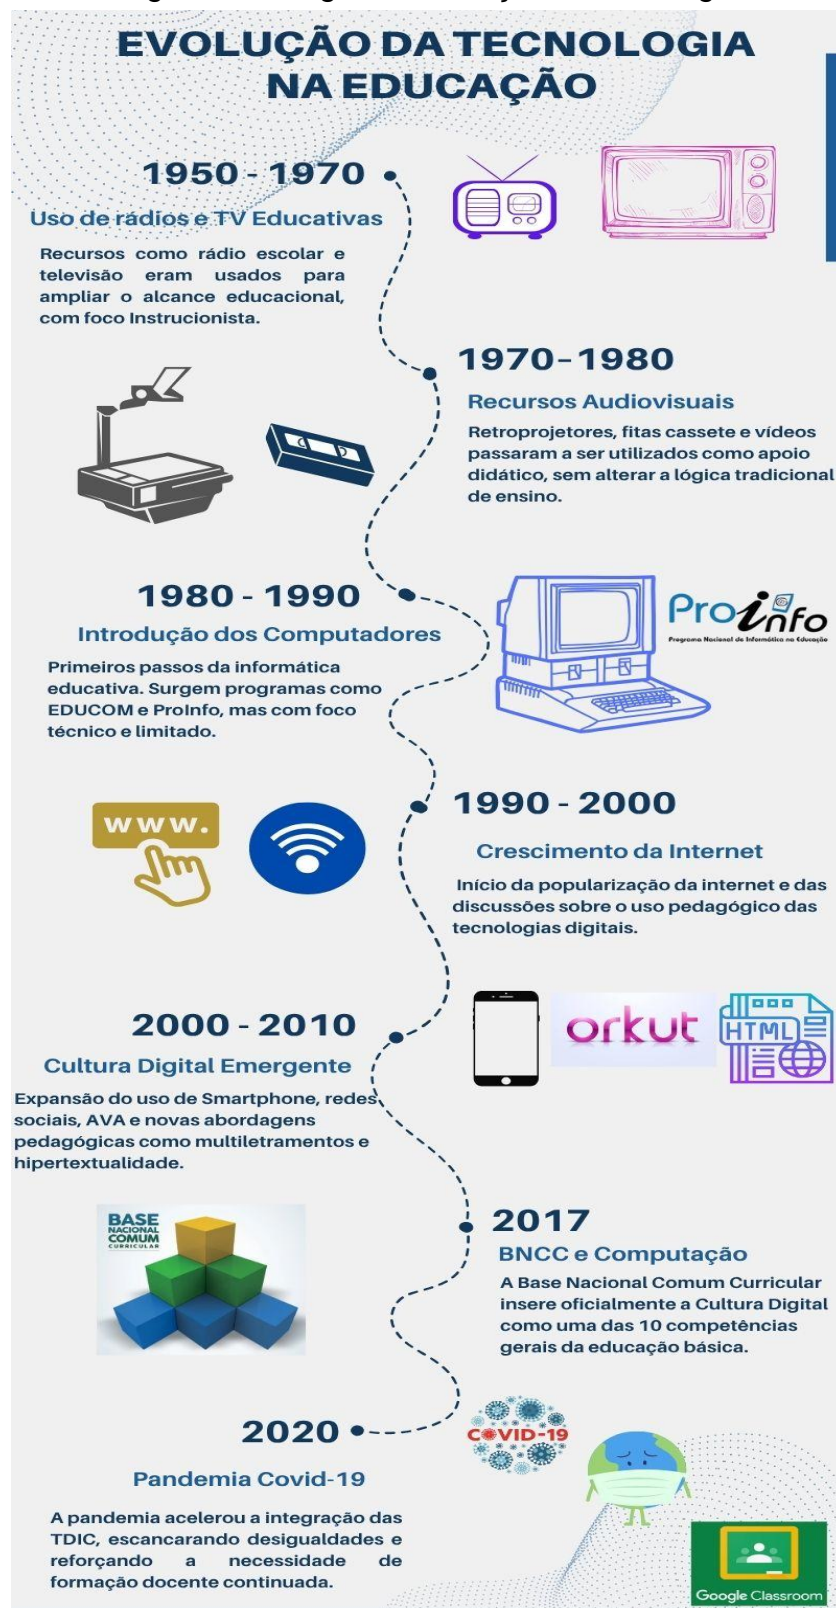 EVOLUÇÃO DA TECNOLOGIA
NA EDUCAÇÃO
1950 - 1970
Uso de rádios e TV Educativas
Recursos como rádio escolar e
televisão eram usados para
ampliar o alcance educacional,
com foco Instrucionista.
1970-1980
Recursos Audiovisuais
Retroprojetores, fitas cassete e vídeos
passaram a ser utilizados como apoio
didático, sem alterar a lógica tradicional
de ensino.
1980 - 1990
Introdução dos Computadores
Primeiros passos da informática
educativa. Surgem programas como
EDUCOM e ProInfo, mas com foco
técnico e limitado.
ProInfo
Programa Nacional de Informática na Educação
www.
1990 - 2000
Crescimento da Internet
Início da popularização da internet e das
discussões sobre o uso pedagógico das
tecnologias digitais.
2000 - 2010
Cultura Digital Emergente
Expansão do uso de Smartphone, redes
sociais, AVA e novas abordagens
pedagógicas como multiletramentos e
hipertextualidade.
orkut
HTML
BASE
NACIONAL
COMUM
CURRICULAR
2017
BNCC e Computação
A Base Nacional Comum Curricular
insere oficialmente a Cultura Digital
como uma das 10 competências
gerais da educação básica.
2020
Pandemia Covid-19
A pandemia acelerou a integração das
TDIC, escancarando desigualdades e
reforçando a necessidade de
formação docente continuada.
COVID-19
Google Classroom